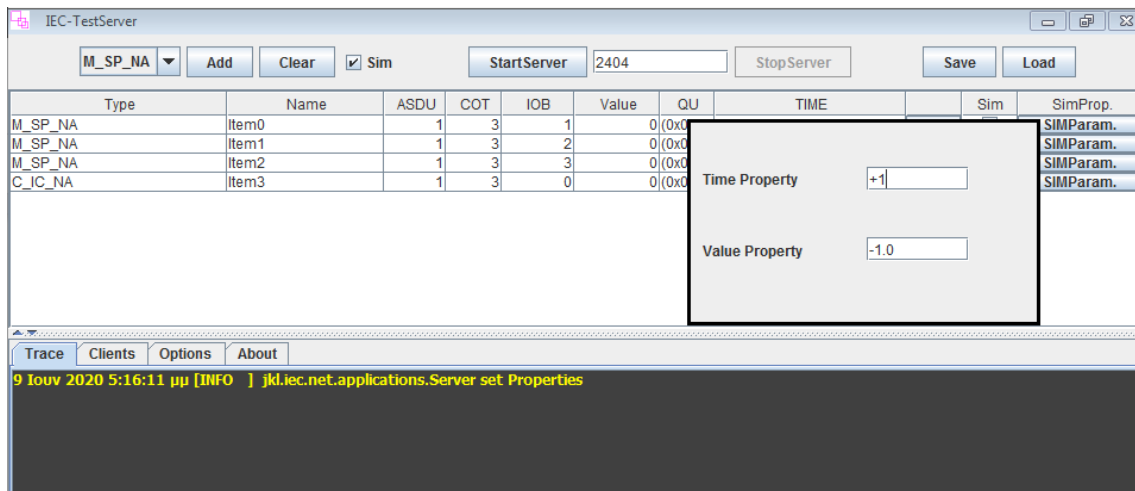 IEC-TestServer
M_SP_NA Add Clear Sim StartServer 2404 StopServer Save Load
Type Name ASDU COT IOB Value QU TIME Sim SimProp.
M_SP_NA Item0 1 3 1 0 (0x0 SIMParam.
M_SP_NA Item1 1 3 2 0 (0x0 SIMParam.
M_SP_NA Item2 1 3 3 0 (0x0 SIMParam.
C_IC_NA Item3 1 3 0 0 (0x0 SIMParam.
Time Property +1
Value Property -1.0
Trace Clients Options About
9 Ιουν 2020 5:16:11 μμ [INFO ] jkl.iec.net.applications.Server set Properties